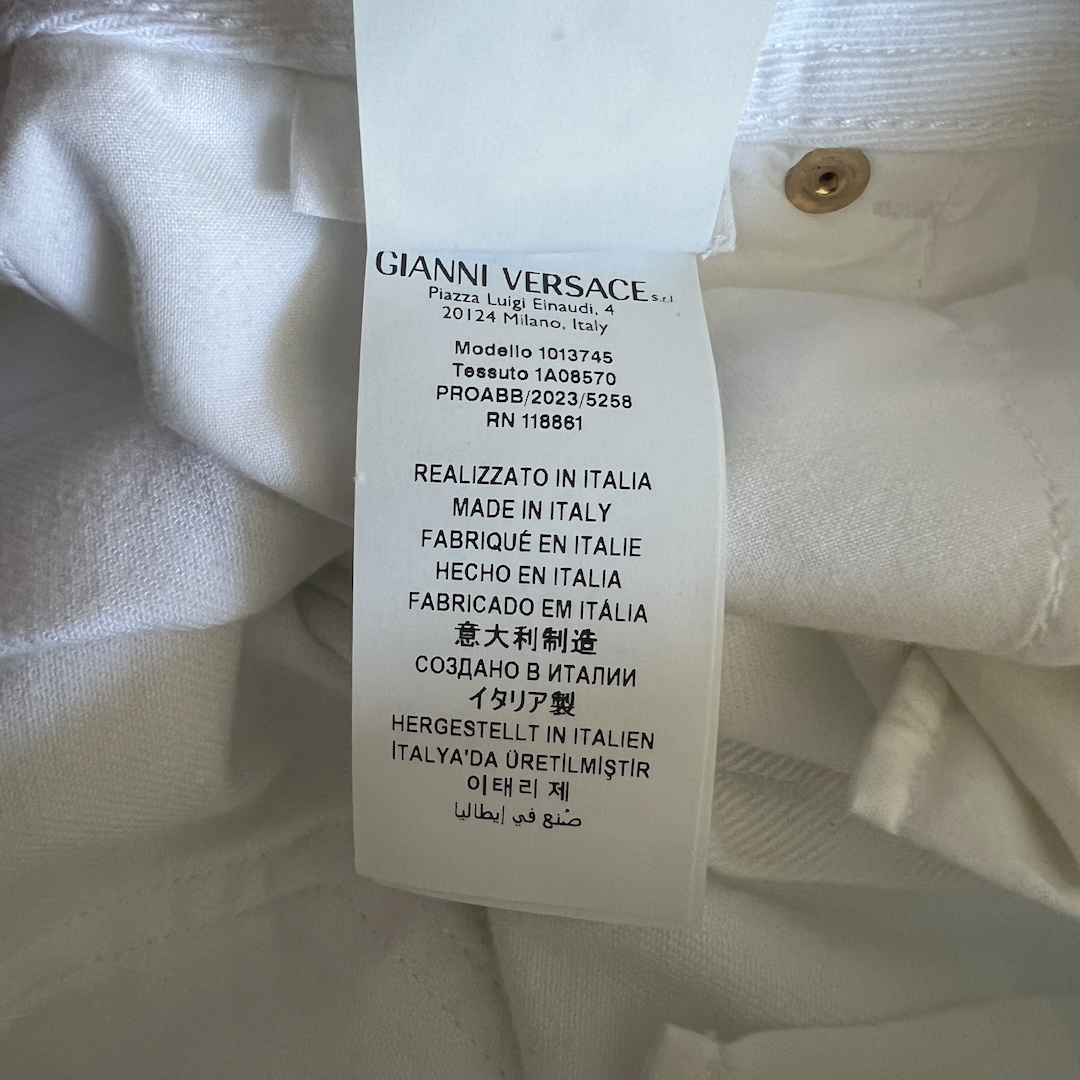 GIANNI VERSACE s.r.l.
Piazza Luigi Einaudi, 4
20124 Milano, Italy
Modello 1013745
Tessuto 1A08570
PROABB/2023/5258
RN 118861
REALIZZATO IN ITALIA
MADE IN ITALY
FABRIQUÉ EN ITALIE
HECHO EN ITALIA
FABRICADO EM ITÁLIA
意大利制造
СОЗДАНО В ИТАЛИИ
イタリア製
HERGESTELLT IN ITALIEN
İTALYA'DA ÜRETİLMİŞTİR
이태리 제
صُنع في إيطاليا